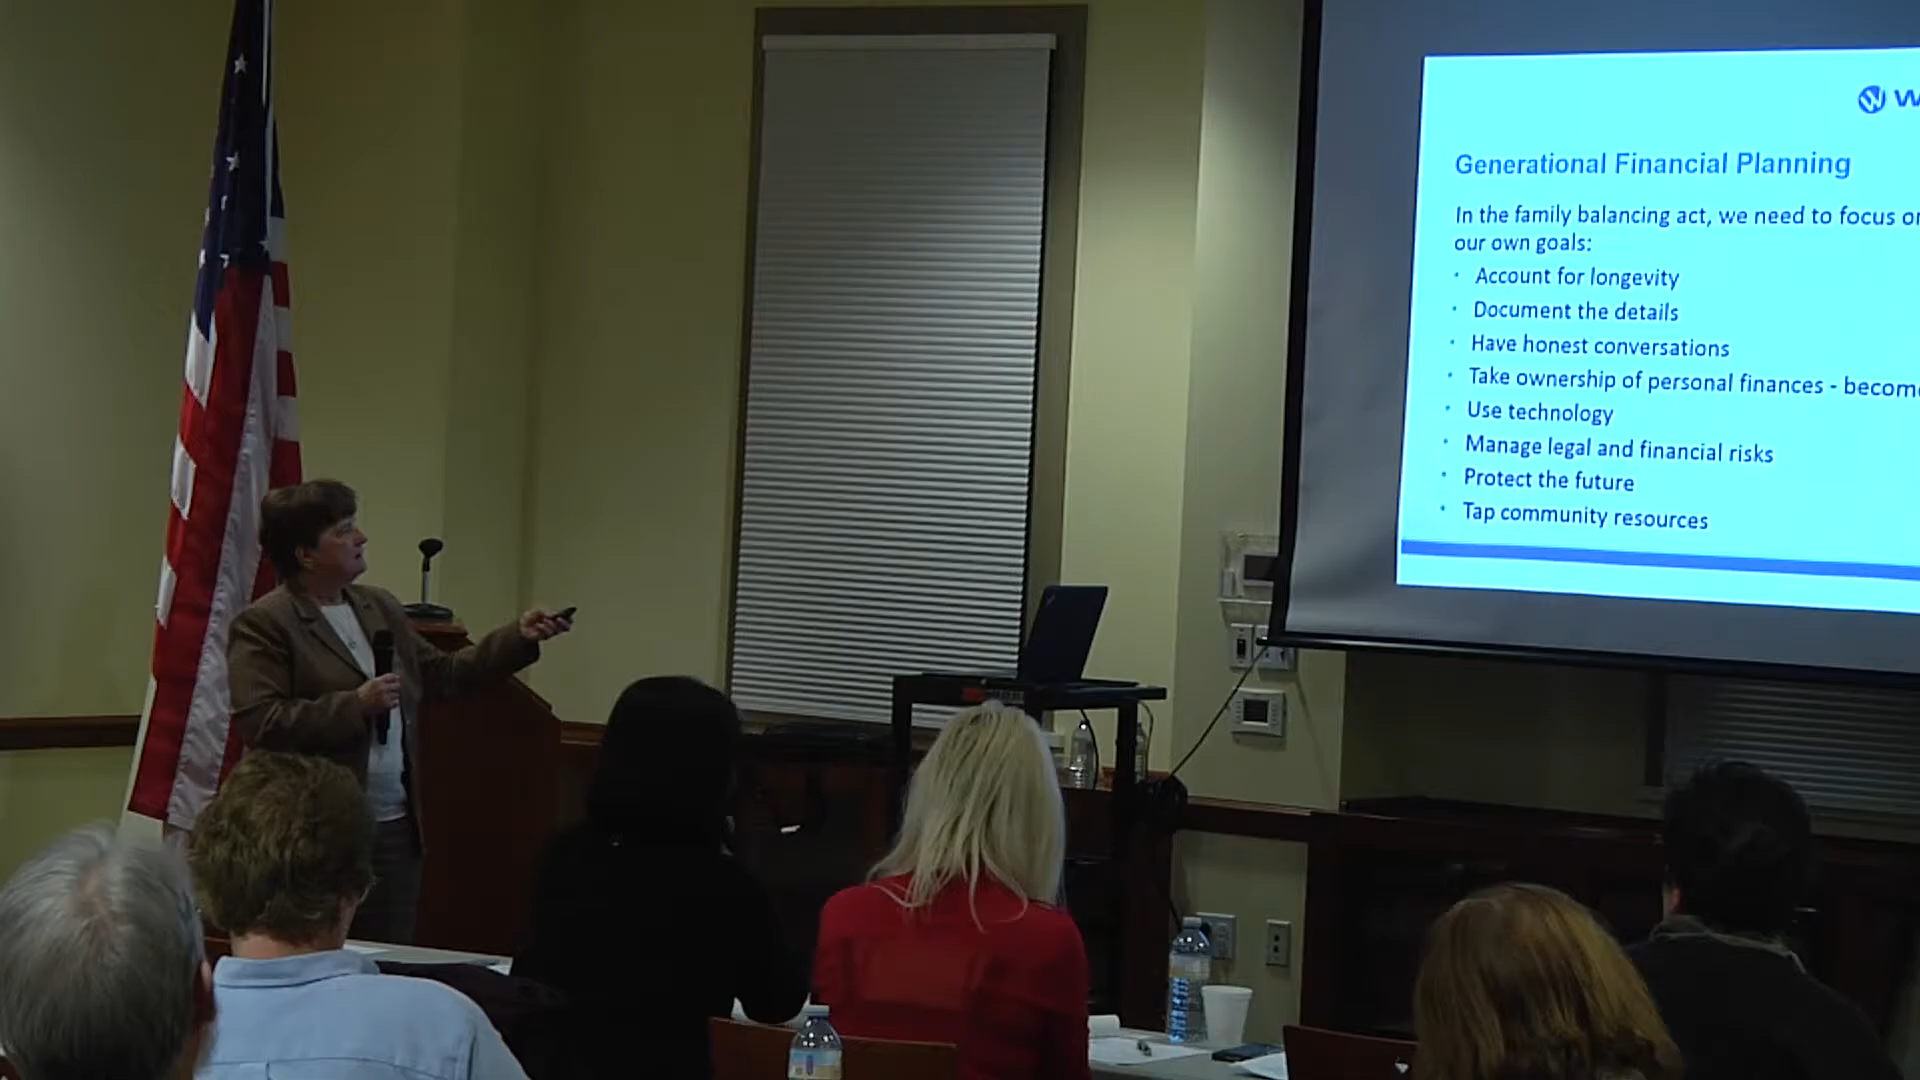 Generational Financial Planning
In the family balancing act, we need to focus
our own goals:
· Account for longevity
· Document the details
· Have honest conversations
· Take ownership of personal finances -
· Use technology
· Manage legal and financial risks
· Protect the future
· Tap community resources